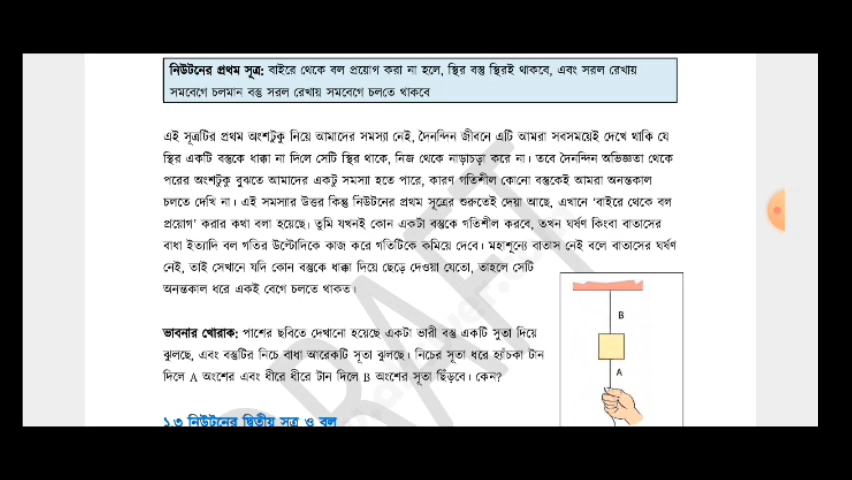 নিউটনের প্রথম সূত্র: বাইরে থেকে বল প্রয়োগ করা না হলে, স্থির বস্তু স্থিরই থাকবে, এবং সরল রেখায়
সমবেগে চলমান বস্তু সরল রেখায় সমবেগে চলতে থাকবে
এই সূত্রটির প্রথম অংশটুকু নিয়ে আমাদের সমস্যা নেই, দৈনন্দিন জীবনে এটি আমরা সবসময়েই দেখে থাকি যে
স্থির একটি বস্তুকে ধাক্কা না দিলে সেটি স্থির থাকে, নিজ থেকে নাড়াচড়া করে না। তবে দৈনন্দিন অভিজ্ঞতা থেকে
পরের অংশটুকু বুঝতে আমাদের একটু সমস্যা হতে পারে, কারণ গতিশীল কোনো বস্তুকেই আমরা অনন্তকাল
চলতে দেখি না। এই সমস্যার উত্তর কিন্তু নিউটনের প্রথম সূত্রের শুরুতেই দেয়া আছে, এখানে ‘বাইরে থেকে বল
প্রয়োগ’ করার কথা বলা হয়েছে। তুমি যখনই কোন একটা বস্তুকে গতিশীল করবে, তখন ঘর্ষণ কিংবা বাতাসের
বাধা ইত্যাদি বল গতির উল্টোদিকে কাজ করে গতিটিকে কমিয়ে দেবে। মহাশূন্যে বাতাস নেই বলে বাতাসের ঘর্ষণ
নেই, তাই সেখানে যদি কোন বস্তুকে ধাক্কা দিয়ে ছেড়ে দেওয়া যেতো, তাহলে সেটি
অনন্তকাল ধরে একই বেগে চলতে থাকত।
ভাবনার খোরাক: পাশের ছবিতে দেখানো হয়েছে একটা ভারী বস্তু একটি সুতা দিয়ে
ঝুলছে, এবং বস্তুটির নিচে বাধা আরেকটি সূতা ঝুলছে। নিচের সূতা ধরে হ্যাঁচকা টান
দিলে A অংশের এবং ধীরে ধীরে টান দিলে B অংশের সূতা ছিঁড়বে। কেন?
B
A
১.৩ নিউটনের দ্বিতীয় সূত্র ও বল
DRAFT